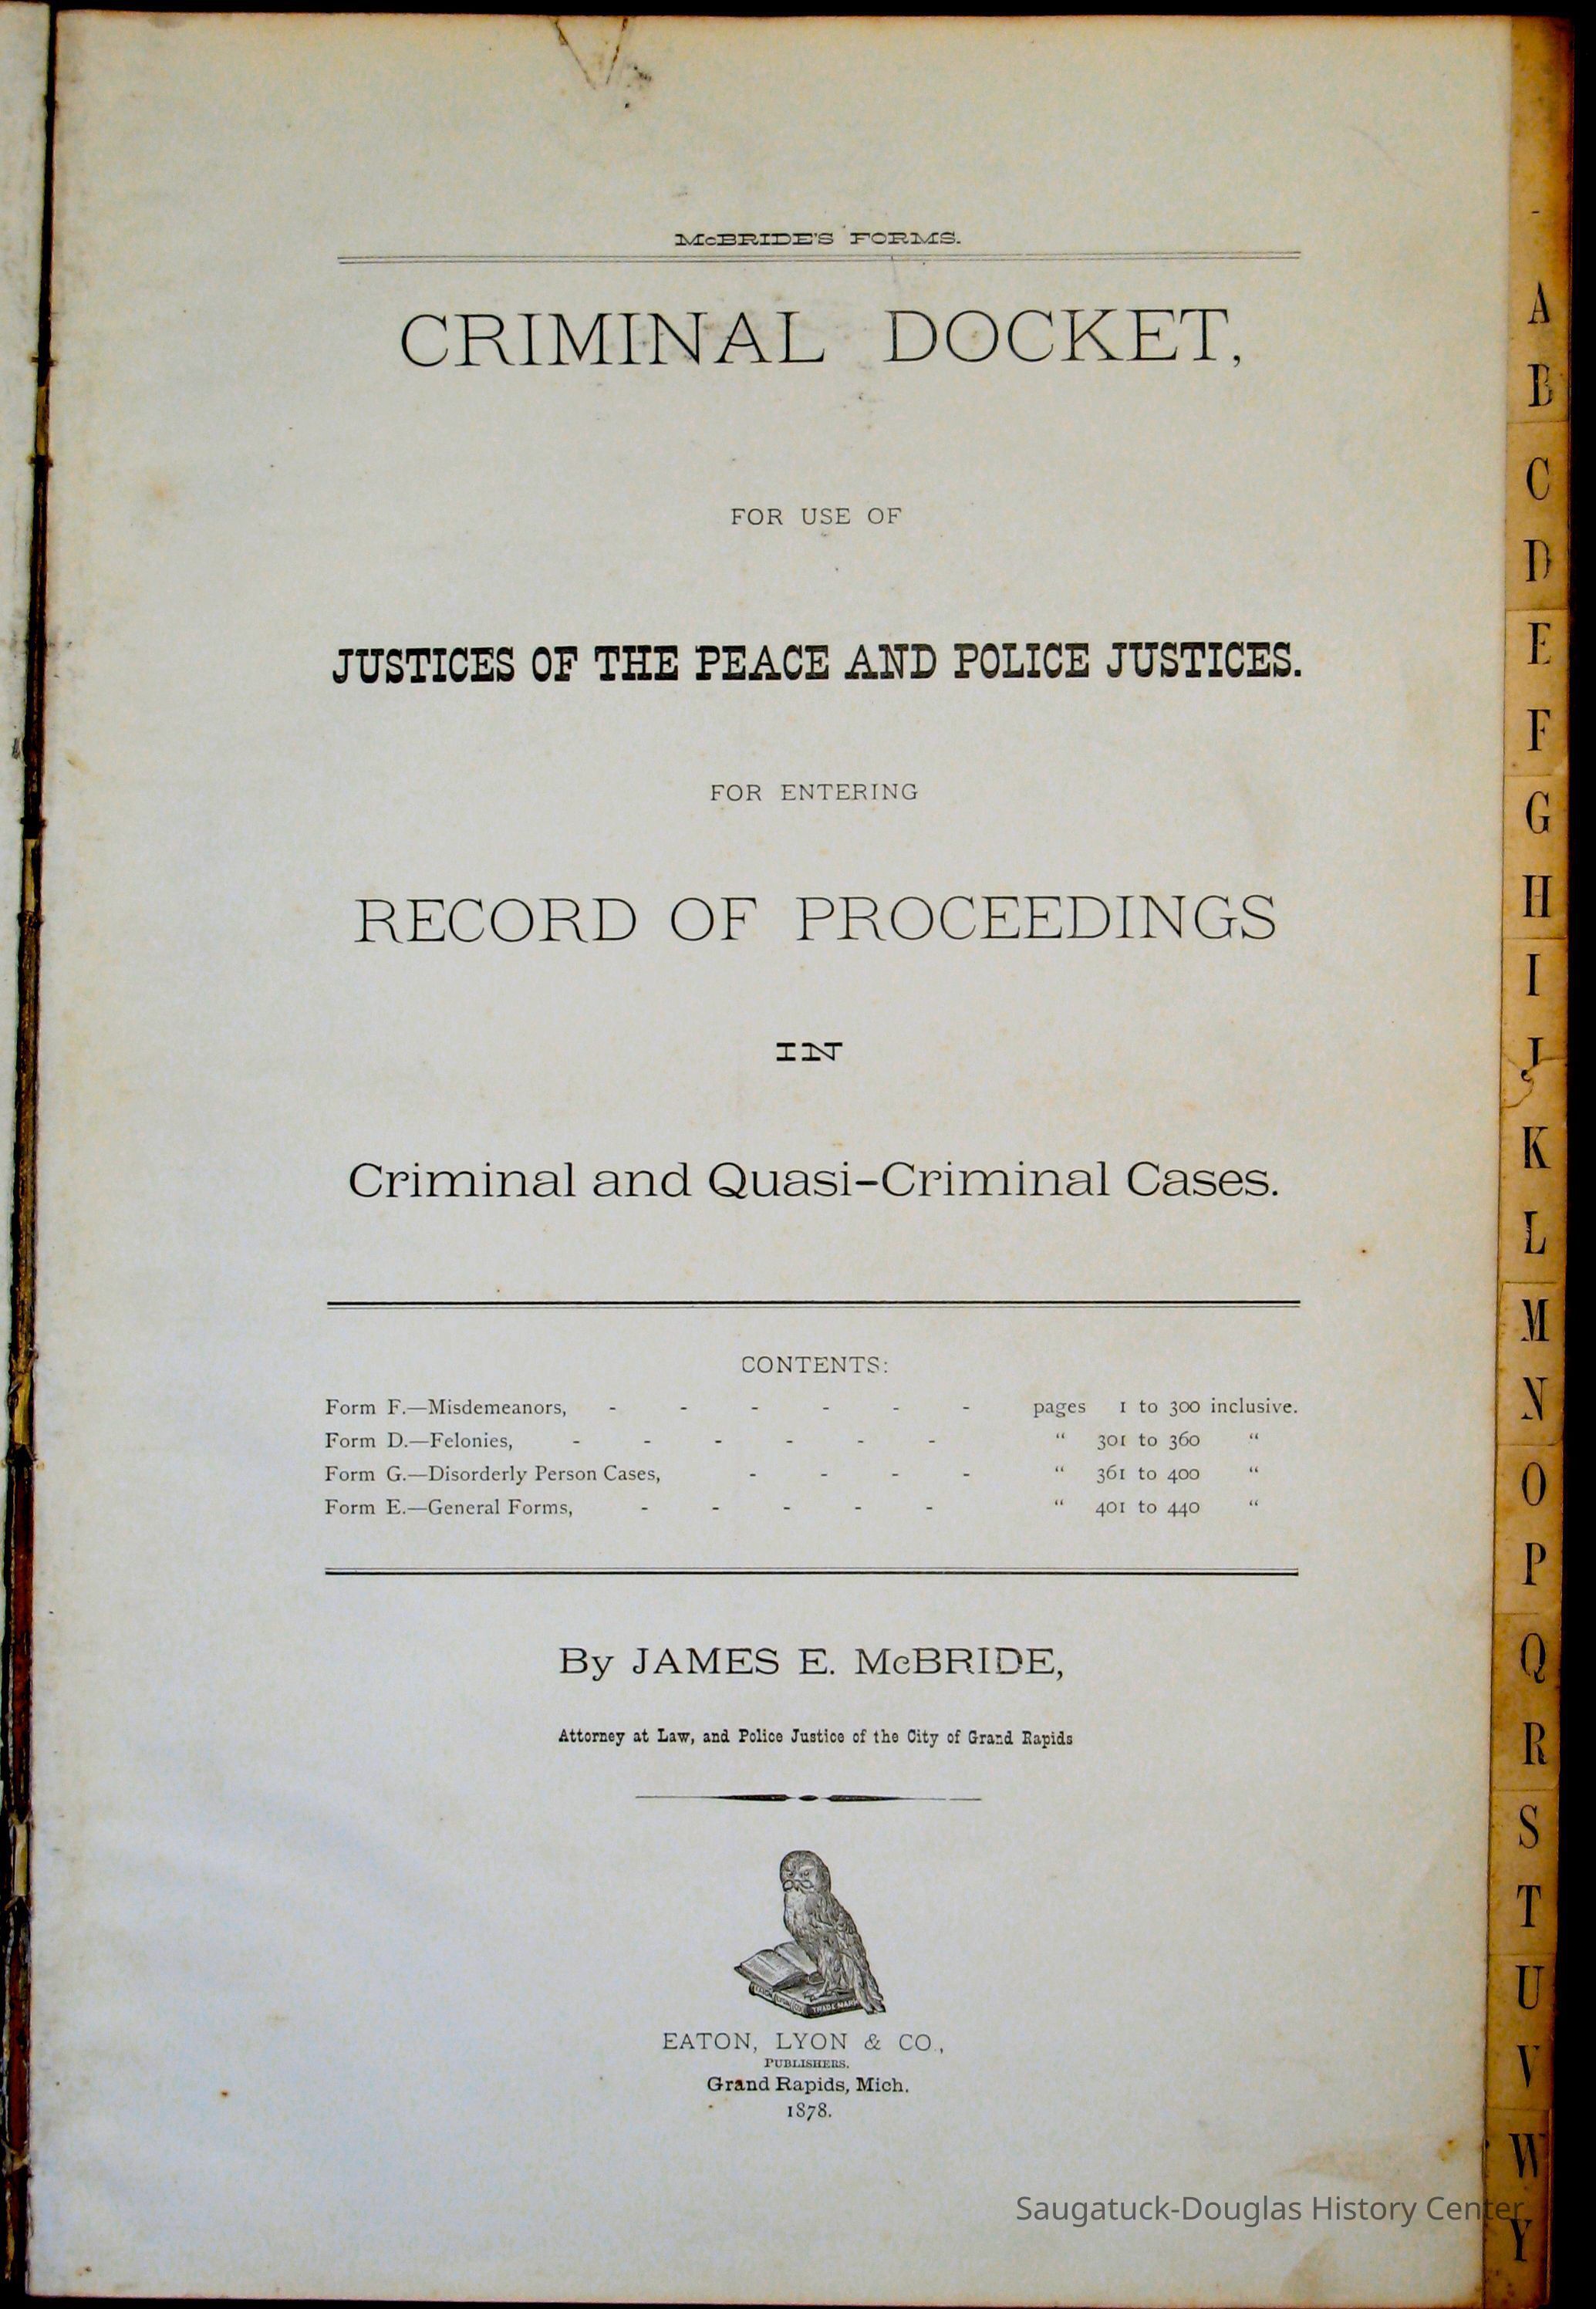 McBRIDE'S FORMS.
CRIMINAL DOCKET,
FOR USE OF
JUSTICES OF THE PEACE AND POLICE JUSTICES.
FOR ENTERING
RECORD OF PROCEEDINGS
IN
Criminal and Quasi-Criminal Cases.
CONTENTS:
Form F.—Misdemeanors, - - - - - - pages 1 to 300 inclusive.
Form D.—Felonies, - - - - - - “ 301 to 360 “
Form G.—Disorderly Person Cases, - - - - “ 361 to 400 “
Form E.—General Forms, - - - - - “ 401 to 440 “
By JAMES E. McBRIDE,
Attorney at Law, and Police Justice of the City of Grand Rapids
EATON LYON & CO TRADE MARK
EATON, LYON & CO.,
PUBLISHERS.
Grand Rapids, Mich.
1878.
Saugatuck-Douglas History Center
A
B
C
D
E
F
G
H
I
J
K
L
M
N
O
P
Q
R
S
T
U
V
W
Y